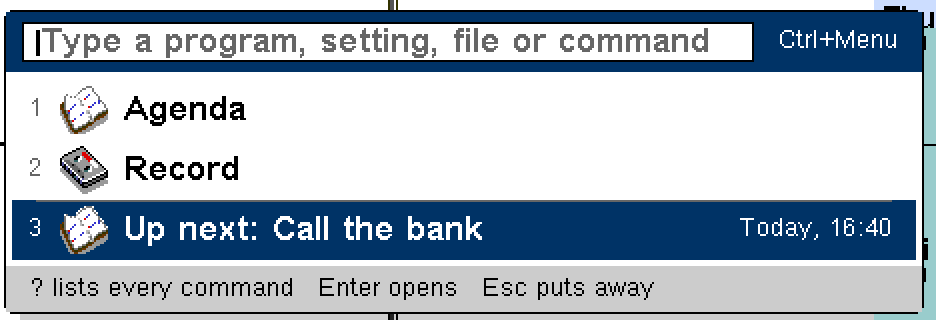 Type a program, setting, file or command Ctrl+Menu
1 Agenda
2 Record
3 Up next: Call the bank Today, 16:40
? lists every command Enter opens Esc puts away